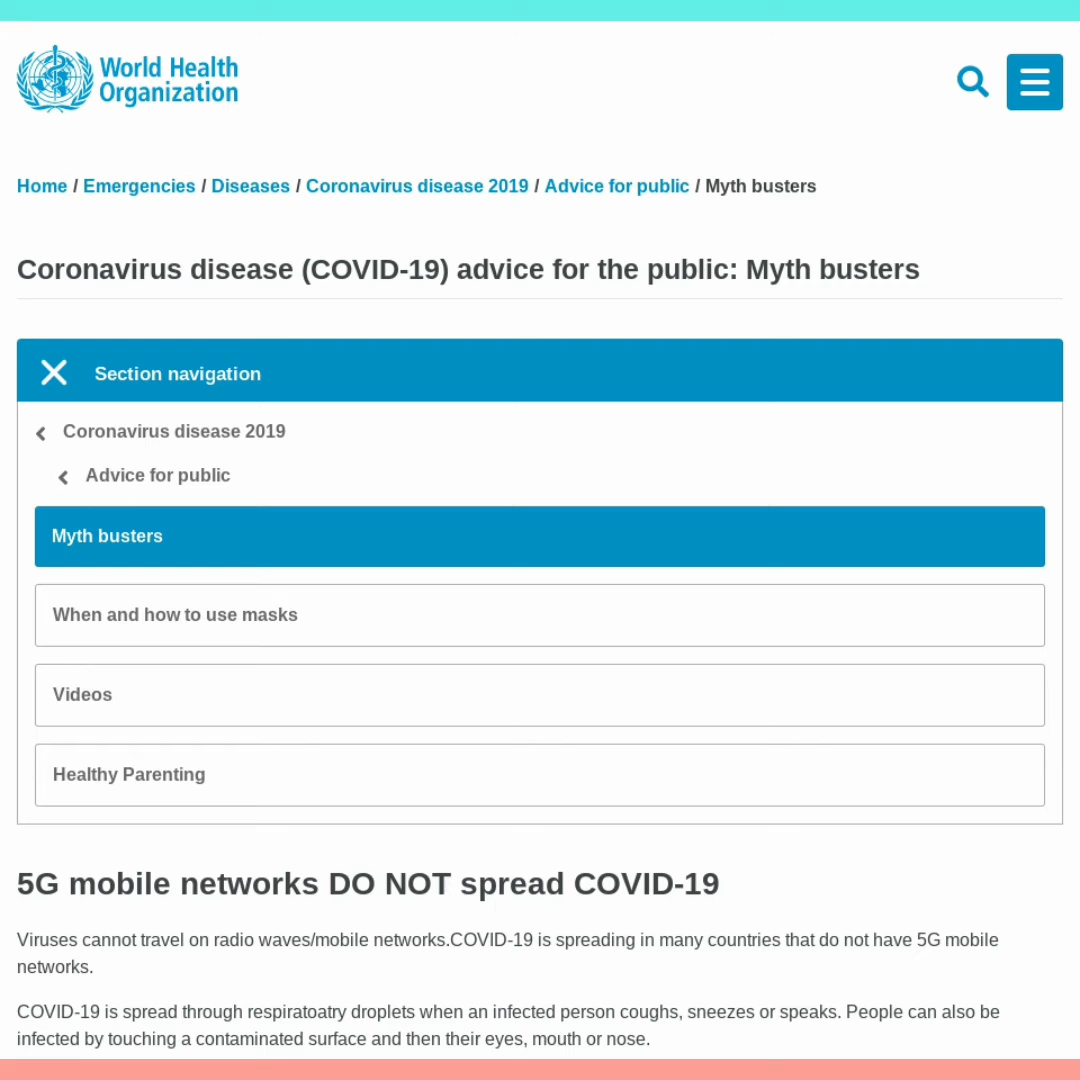 World Health
Organization
Home / Emergencies / Diseases / Coronavirus disease 2019 / Advice for public / Myth busters
Coronavirus disease (COVID-19) advice for the public: Myth busters
Section navigation
Coronavirus disease 2019
Advice for public
Myth busters
When and how to use masks
Videos
Healthy Parenting
5G mobile networks DO NOT spread COVID-19
Viruses cannot travel on radio waves/mobile networks.COVID-19 is spreading in many countries that do not have 5G mobile
networks.
COVID-19 is spread through respiratoatry droplets when an infected person coughs, sneezes or speaks. People can also be
infected by touching a contaminated surface and then their eyes, mouth or nose.